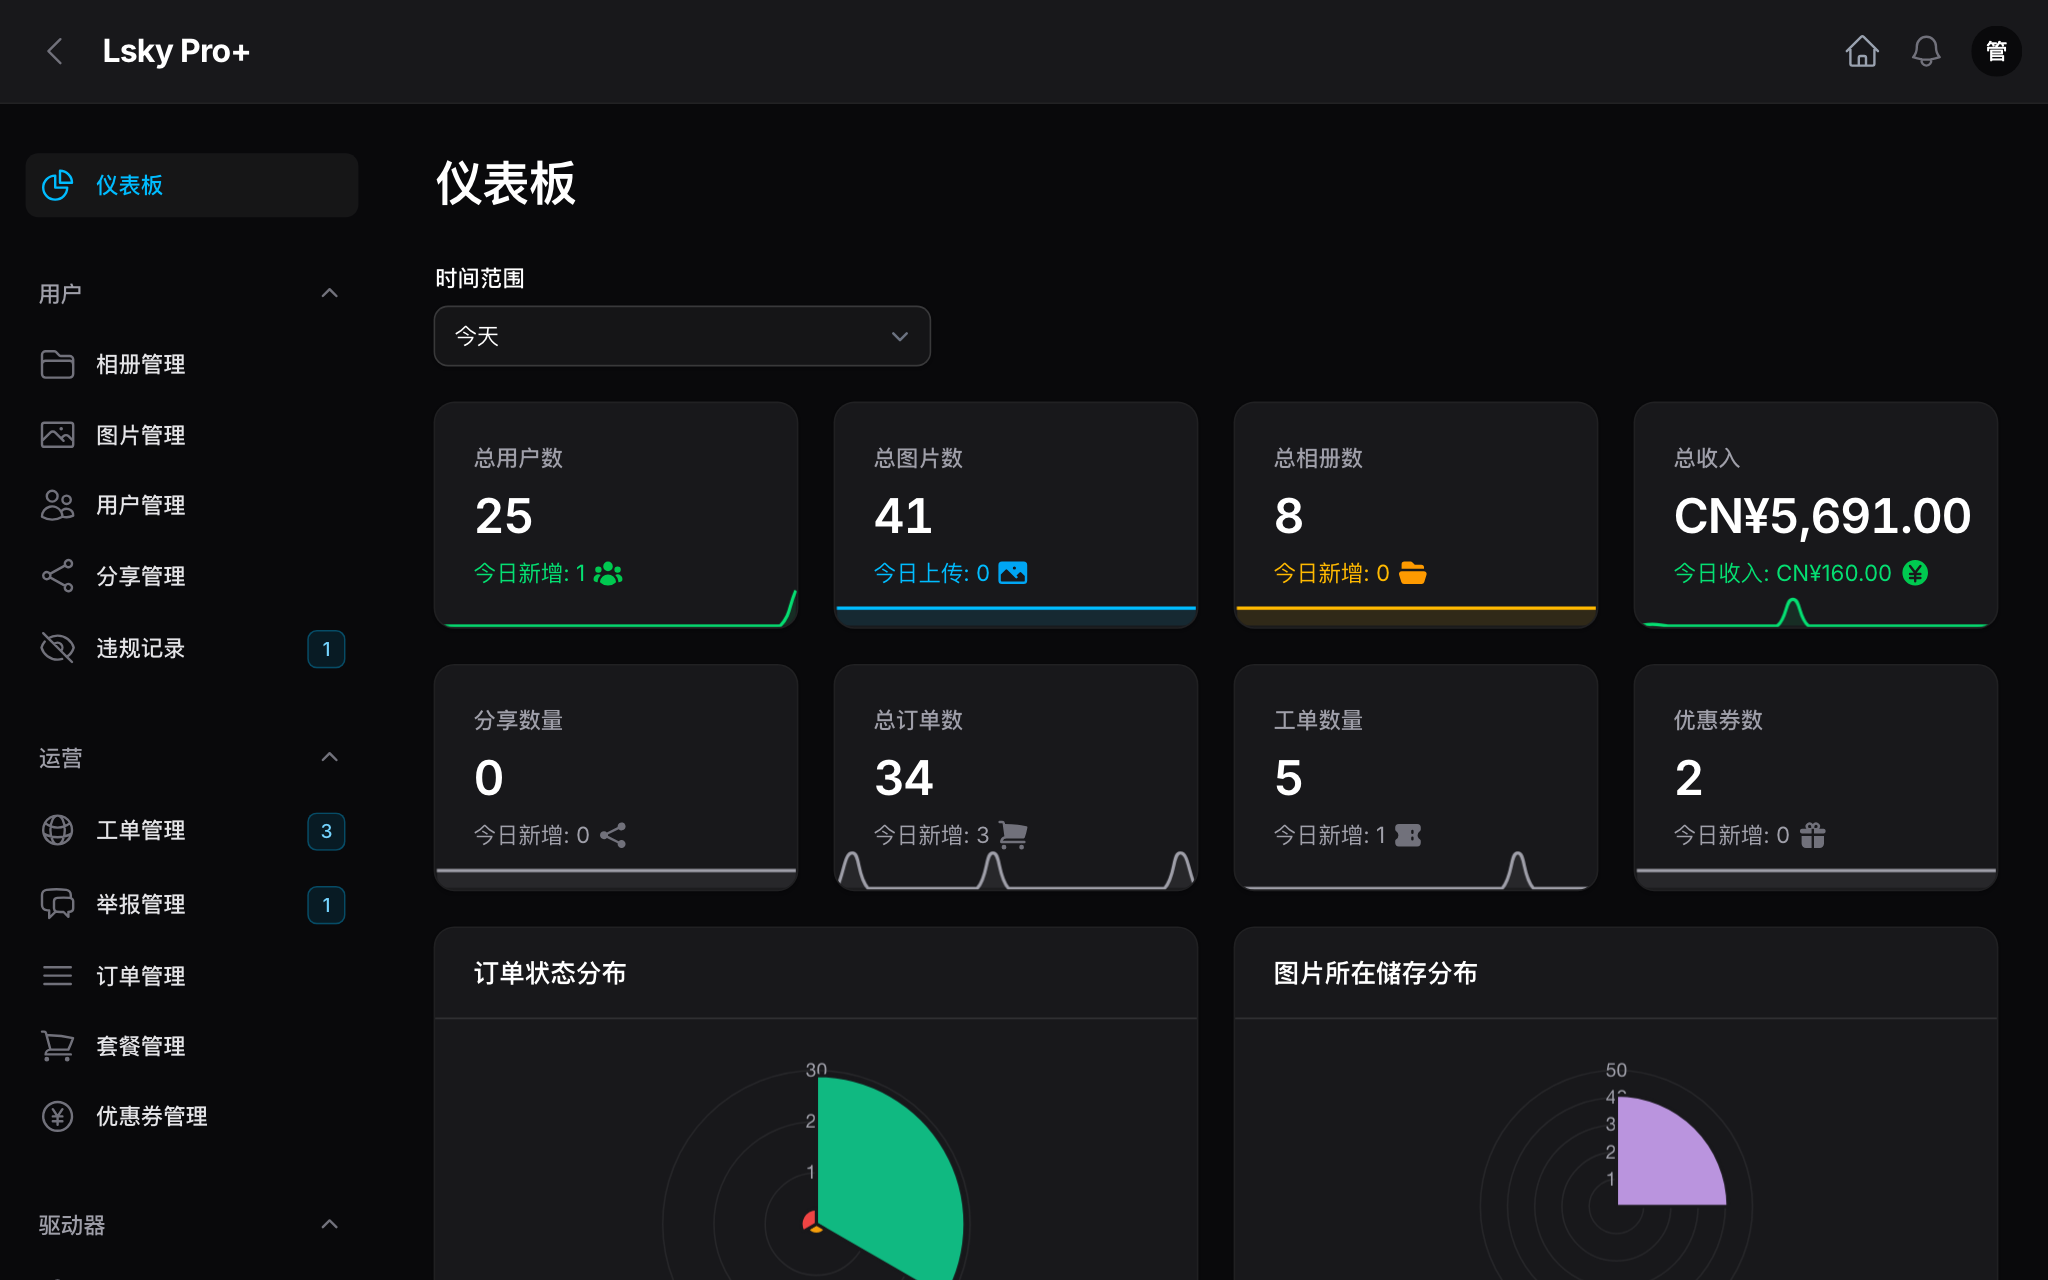 Lsky Pro+
管
仪表板
用户
相册管理
图片管理
用户管理
分享管理
违规记录
1
运营
工单管理
3
举报管理
1
订单管理
套餐管理
优惠券管理
驱动器
仪表板
时间范围
今天
总用户数
25
今日新增: 1
总图片数
41
今日上传: 0
总相册数
8
今日新增: 0
总收入
CN¥5,691.00
今日收入: CN¥160.00
分享数量
0
今日新增: 0
总订单数
34
今日新增: 3
工单数量
5
今日新增: 1
优惠券数
2
今日新增: 0
订单状态分布
30
2
1
图片所在储存分布
50
4
3
2
1